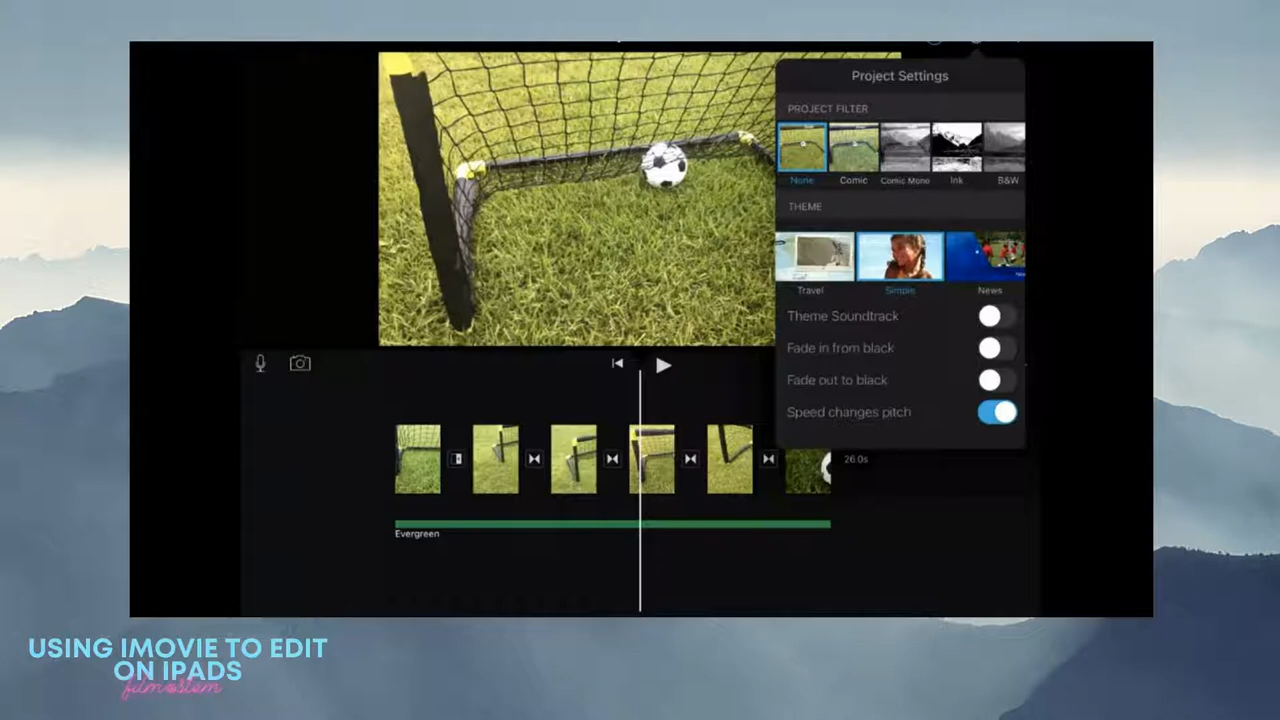 Project Settings
PROJECT FILTER
None Comic Comic Mono Ink B&W
THEME
Travel Simple News
Theme Soundtrack
Fade in from black
Fade out to black
Speed changes pitch
26.0s
Evergreen
USING IMOVIE TO EDIT
ON IPADS
film@stem